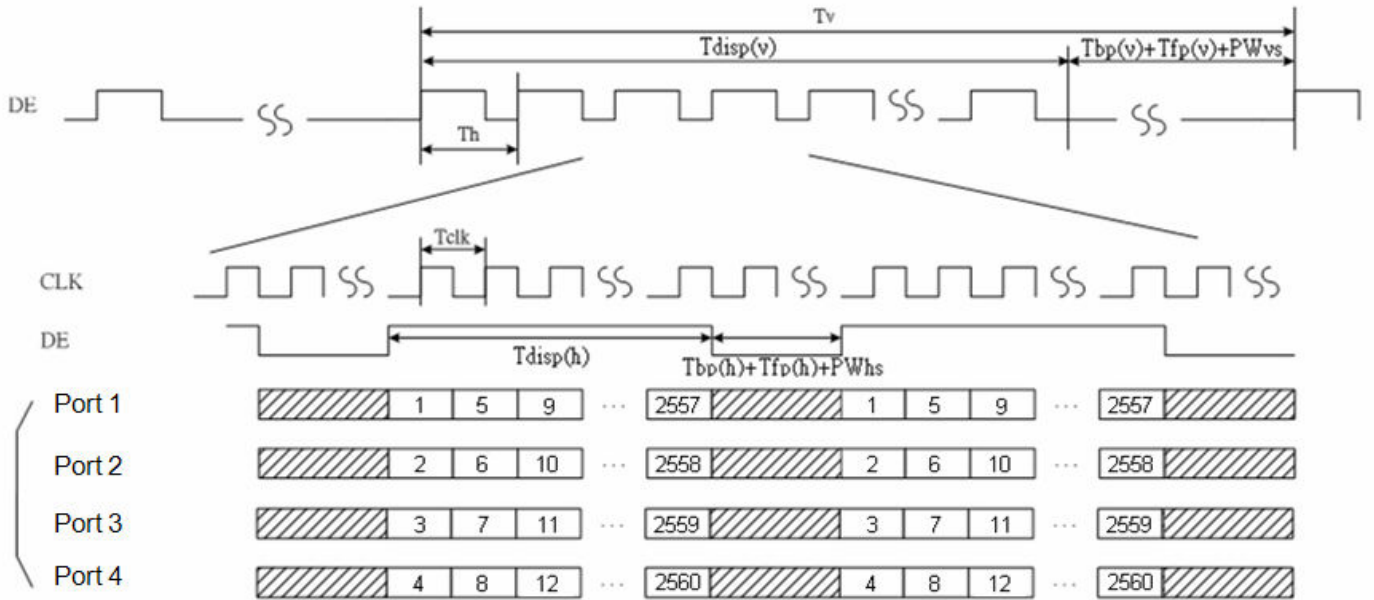 Tv
Tdisp(v) Tbp(v)+Tfp(v)+PWvs
DE
Th
Tclk
CLK
DE
Tdisp(h) Tbp(h)+Tfp(h)+PWhs
Port 1 1 5 9 ... 2557 1 5 9 ... 2557
Port 2 2 6 10 ... 2558 2 6 10 ... 2558
Port 3 3 7 11 ... 2559 3 7 11 ... 2559
Port 4 4 8 12 ... 2560 4 8 12 ... 2560